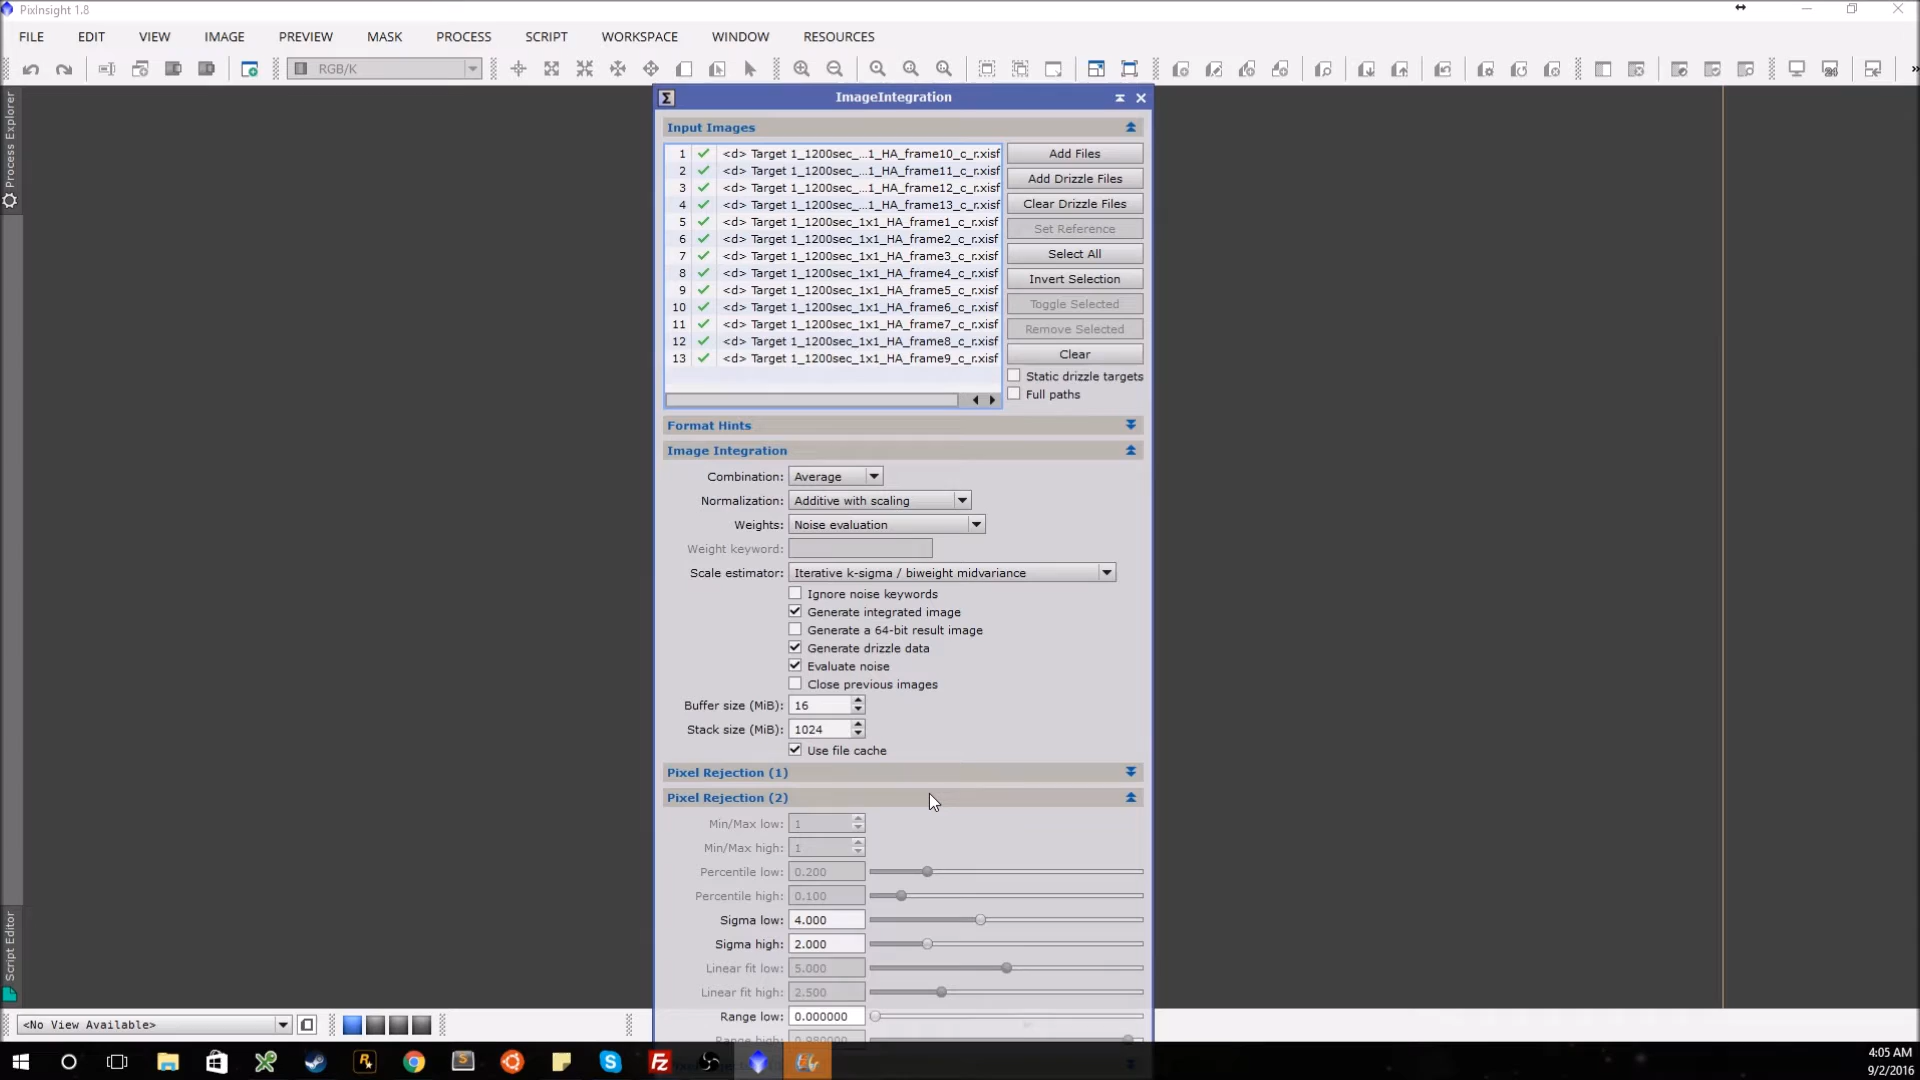 PixInsight 1.8
FILE EDIT VIEW IMAGE PREVIEW MASK PROCESS SCRIPT WORKSPACE WINDOW RESOURCES
RGB/K
Process Explorer
ImageIntegration
Input Images
1 <d> Target 1_1200sec_...1_HA_frame10_c_r.xisf
2 <d> Target 1_1200sec_...1_HA_frame11_c_r.xisf
3 <d> Target 1_1200sec_...1_HA_frame12_c_r.xisf
4 <d> Target 1_1200sec_...1_HA_frame13_c_r.xisf
5 <d> Target 1_1200sec_1x1_HA_frame1_c_r.xisf
6 <d> Target 1_1200sec_1x1_HA_frame2_c_r.xisf
7 <d> Target 1_1200sec_1x1_HA_frame3_c_r.xisf
8 <d> Target 1_1200sec_1x1_HA_frame4_c_r.xisf
9 <d> Target 1_1200sec_1x1_HA_frame5_c_r.xisf
10 <d> Target 1_1200sec_1x1_HA_frame6_c_r.xisf
11 <d> Target 1_1200sec_1x1_HA_frame7_c_r.xisf
12 <d> Target 1_1200sec_1x1_HA_frame8_c_r.xisf
13 <d> Target 1_1200sec_1x1_HA_frame9_c_r.xisf
Add Files
Add Drizzle Files
Clear Drizzle Files
Set Reference
Select All
Invert Selection
Toggle Selected
Remove Selected
Clear
Static drizzle targets
Full paths
Format Hints
Image Integration
Combination: Average
Normalization: Additive with scaling
Weights: Noise evaluation
Weight keyword:
Scale estimator: Iterative k-sigma / biweight midvariance
Ignore noise keywords
Generate integrated image
Generate a 64-bit result image
Generate drizzle data
Evaluate noise
Close previous images
Buffer size (MiB): 16
Stack size (MiB): 1024
Use file cache
Pixel Rejection (1)
Pixel Rejection (2)
Min/Max low: 1
Min/Max high: 1
Percentile low: 0.200
Percentile high: 0.100
Sigma low: 4.000
Sigma high: 2.000
Linear fit low: 5.000
Linear fit high: 2.500
Range low: 0.000000
Range high: 0.980000
Script Editor
<No View Available>
4:05 AM
9/2/2016